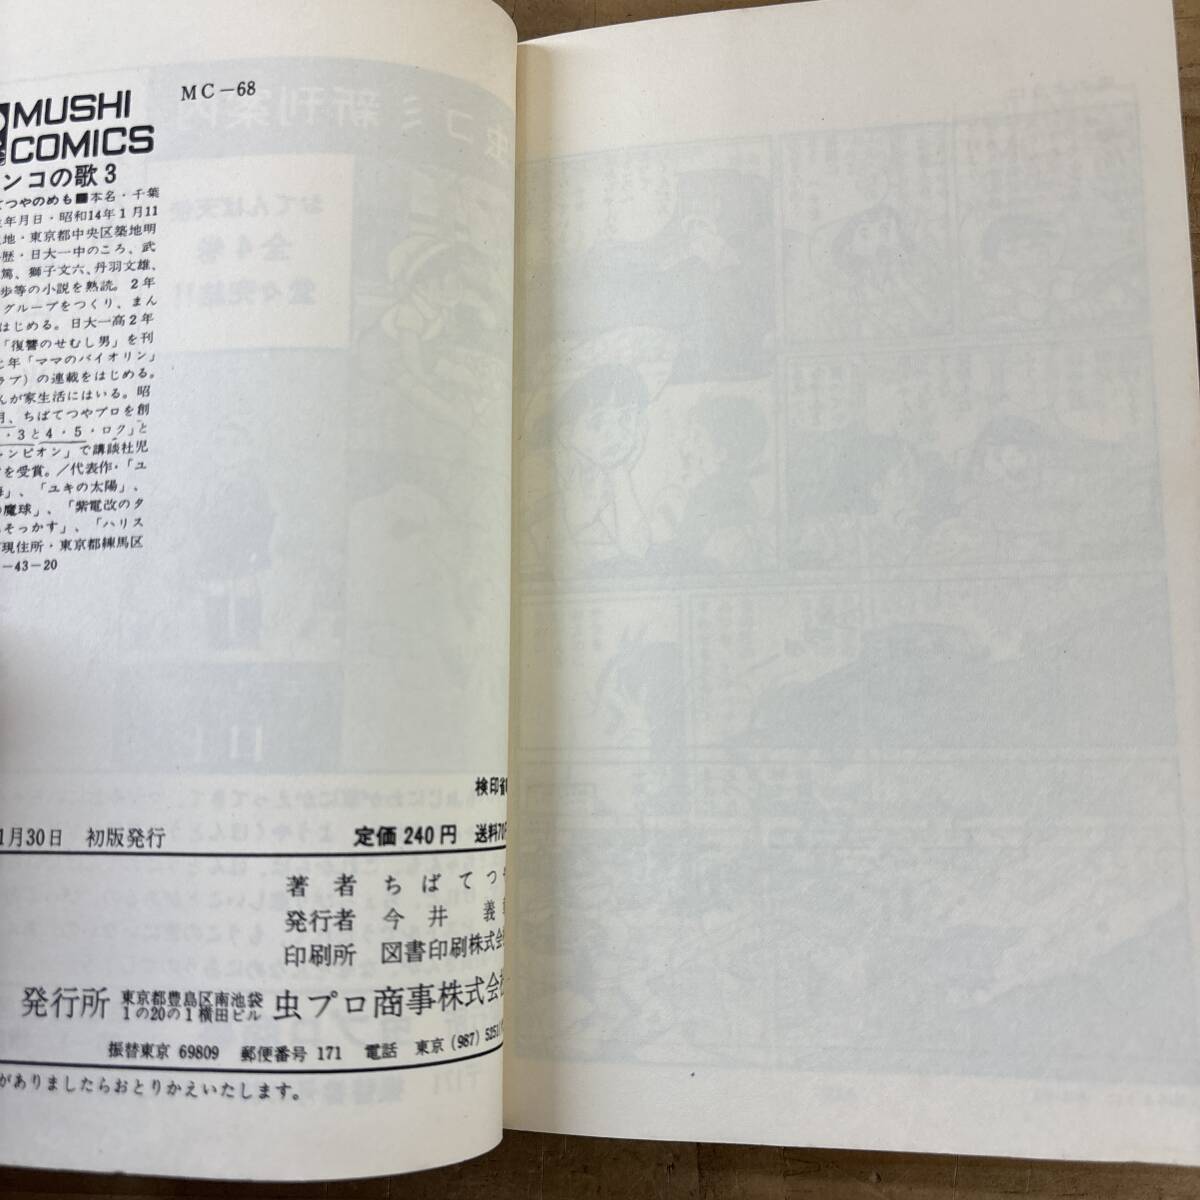 MUSHI
COMICS
MC-68
ンコの歌3
てつやのめも■本名・千葉
年月日・昭和14年1月11
地・東京都中央区築地明
歴・日大一中のころ、武
篤、獅子文六、丹羽文雄、
歩等の小説を熟読。2年
グループをつくり、まん
はじめる。日大一高2年
「復讐のせむし男」を刊
年「ママのバイオリン」
ラブ)の連載をはじめる。
んが家生活にはいる。昭
月、ちばてつやプロを創
・3と4・5・ロク」と
ンピオン」で講談社児
を受賞。/代表作・「ユ
」、「ユキの太陽」、
の魔球」、「紫電改のタ
そっかす」、「ハリス
現住所・東京都練馬区
-43-20
検印省
1月30日 初版発行
定価 240円 送料70
著者 ちばてつ
発行者 今井 義
印刷所 図書印刷株式会
発行所 東京都豊島区南池袋
1の20の1横田ビル
虫プロ商事株式会
振替東京 69809 郵便番号 171 電話 東京 (987) 5251
がありましたらおとりかえいたします。